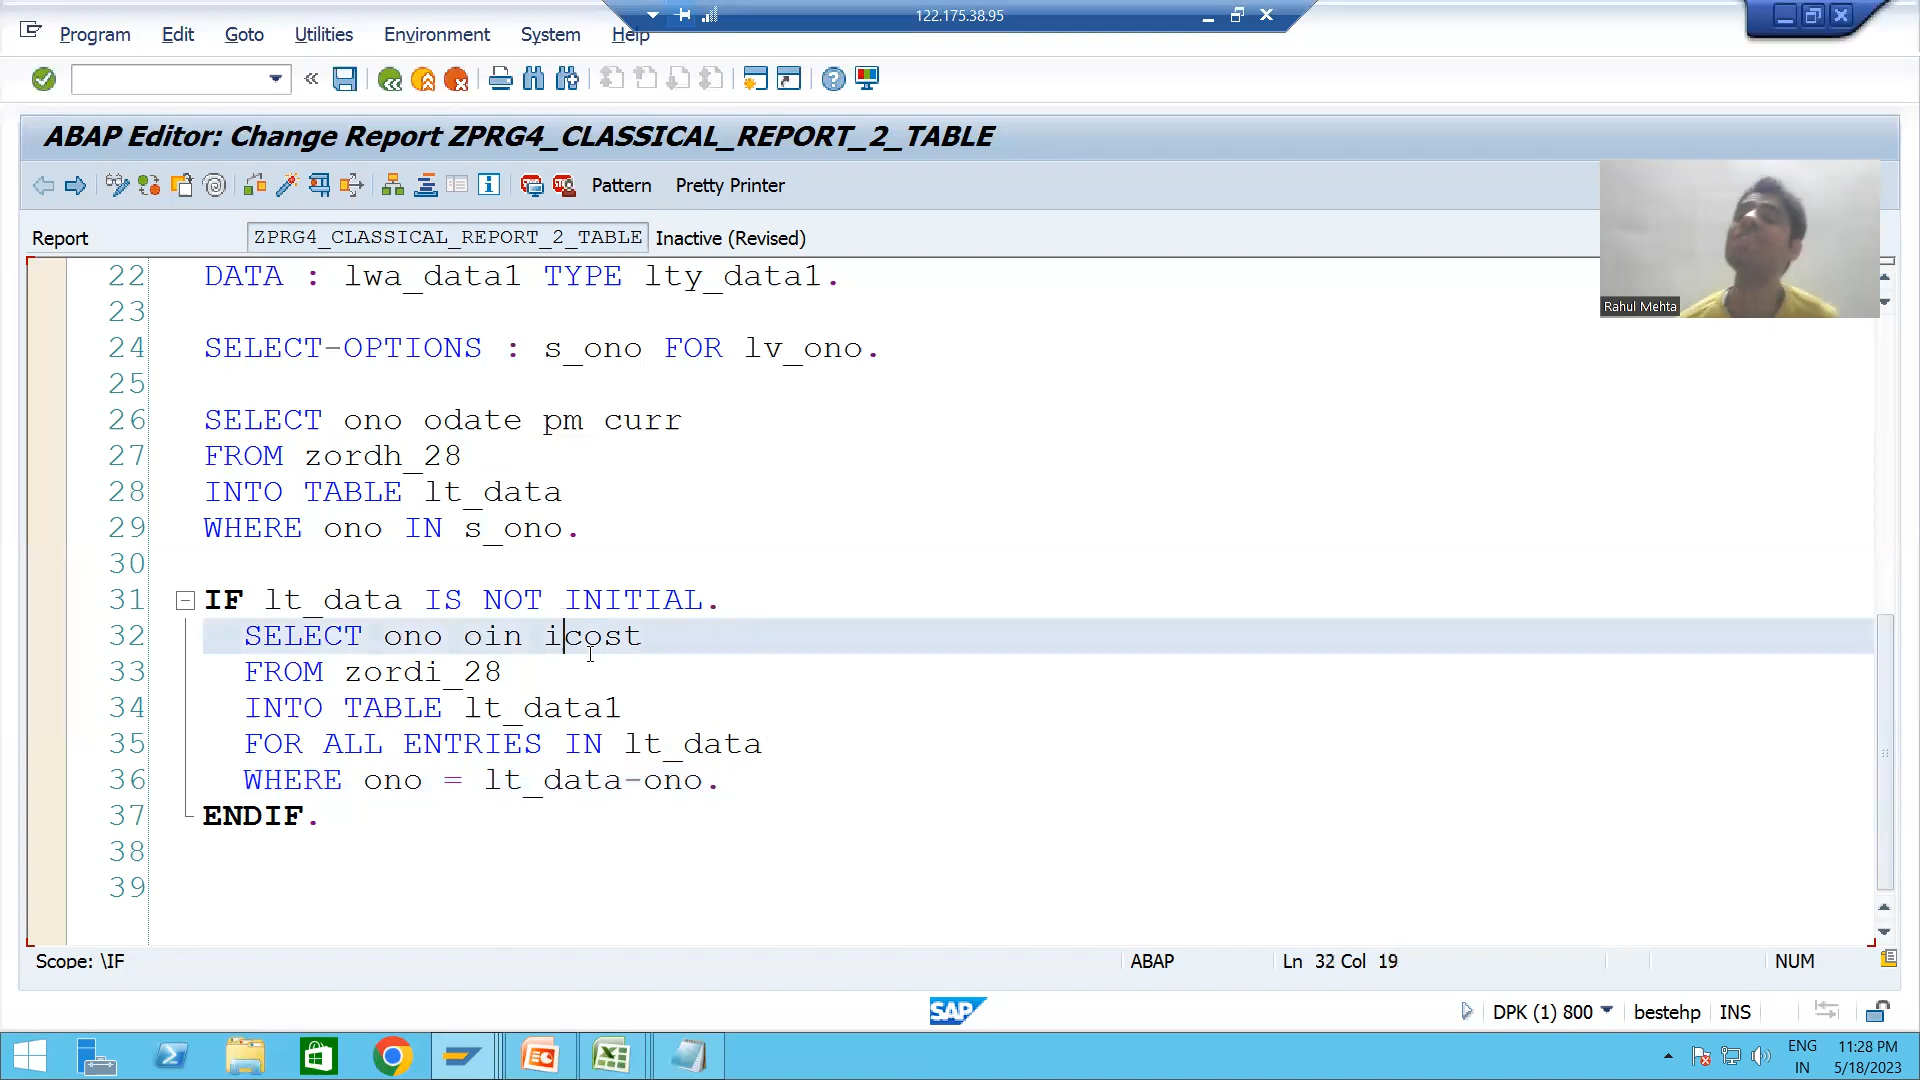 122.175.38.95
Program Edit Goto Utilities Environment System Help
ABAP Editor: Change Report ZPRG4_CLASSICAL_REPORT_2_TABLE
Pattern Pretty Printer
Report ZPRG4_CLASSICAL_REPORT_2_TABLE Inactive (Revised)
Rahul Mehta
22 DATA : lwa_data1 TYPE lty_data1.
23
24 SELECT-OPTIONS : s_ono FOR lv_ono.
25
26 SELECT ono odate pm curr
27 FROM zordh_28
28 INTO TABLE lt_data
29 WHERE ono IN s_ono.
30
31 IF lt_data IS NOT INITIAL.
32 SELECT ono oin icost
33 FROM zordi_28
34 INTO TABLE lt_data1
35 FOR ALL ENTRIES IN lt_data
36 WHERE ono = lt_data-ono.
37 ENDIF.
38
39
Scope: \IF ABAP Ln 32 Col 19 NUM
SAP DPK (1) 800 bestehp INS
ENG 11:28 PM
IN 5/18/2023